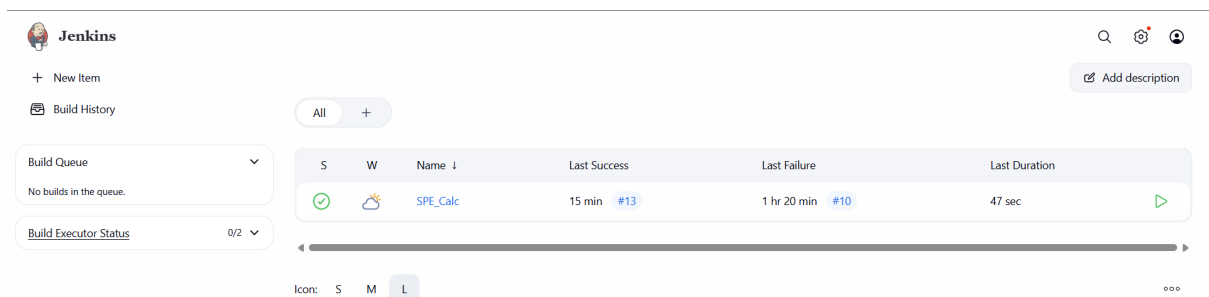 Jenkins
+ New Item
Add description
Build History
All +
Build Queue
No builds in the queue.
Build Executor Status 0/2
S W Name ↓ Last Success Last Failure Last Duration
SPE_Calc 15 min #13 1 hr 20 min #10 47 sec
Icon: S M L